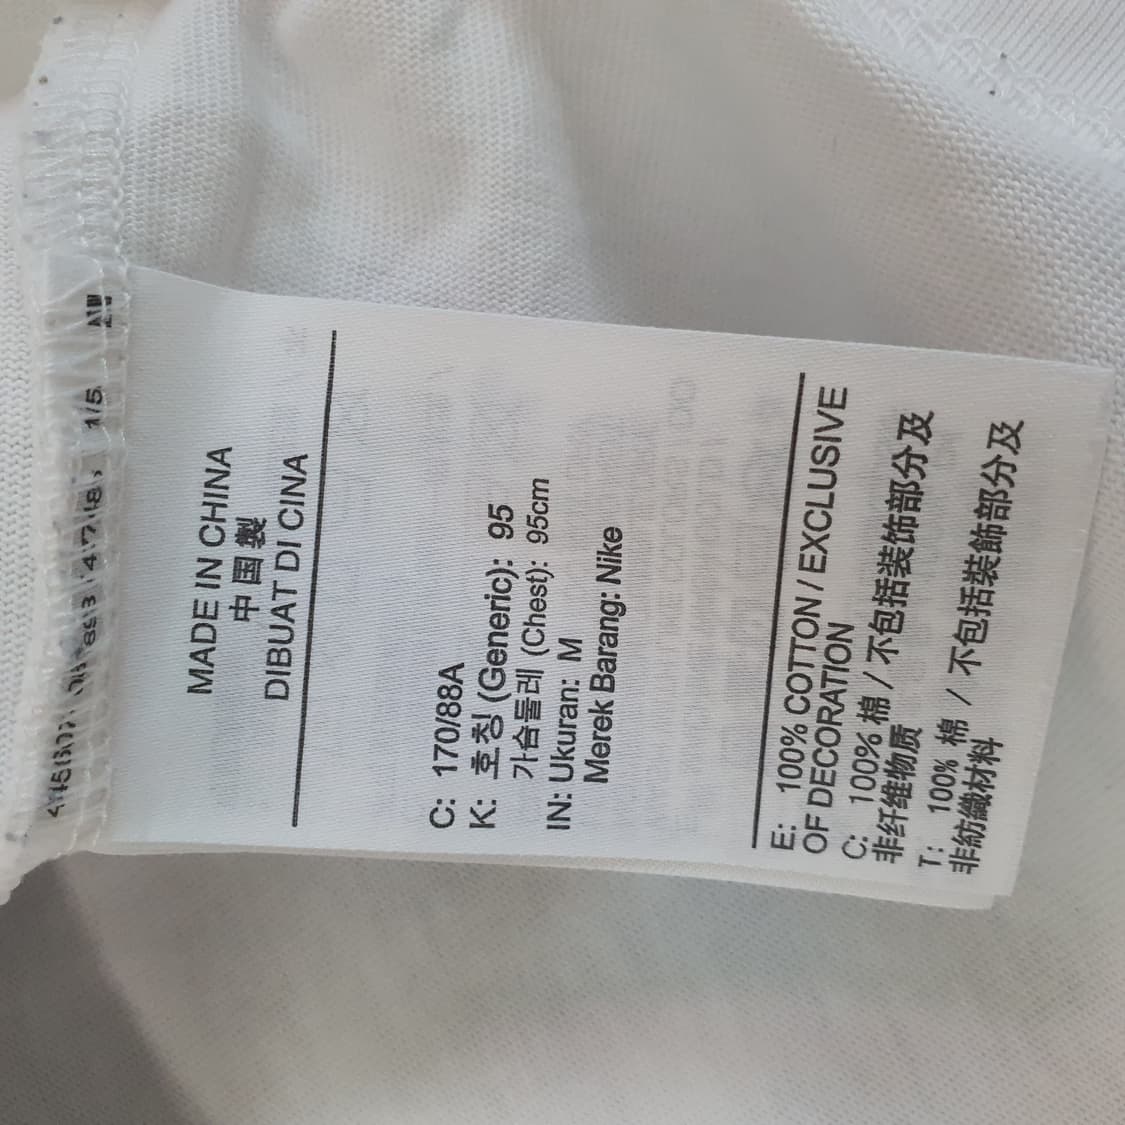 MADE IN CHINA
中国製
DIBUAT DI CINA
C: 170/88A
K: 호칭 (Generic): 95
가슴둘레 (Chest): 95cm
IN: Ukuran: M
Merek Barang: Nike
E: 100% COTTON / EXCLUSIVE
OF DECORATION
C: 100% 棉 / 不包括装饰部分及
非纤维物质
T: 100% 棉 / 不包括裝飾部分及
非紡織材料
1/5